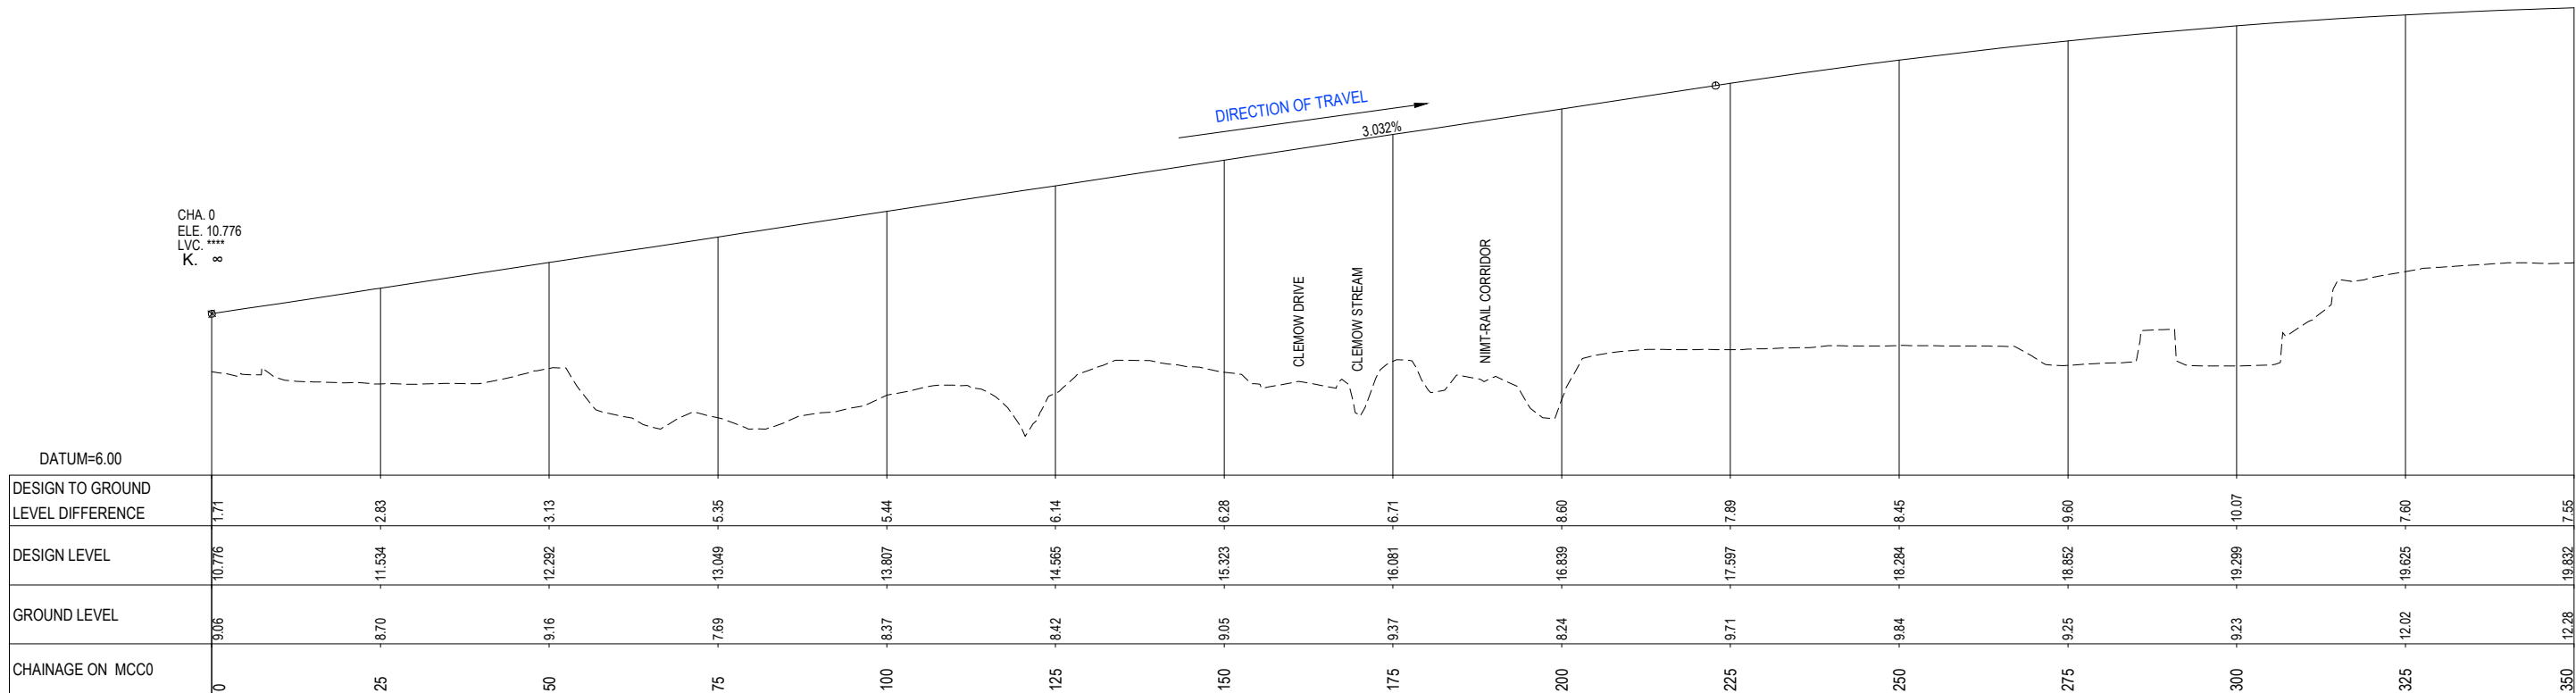 DIRECTION OF TRAVEL
3.032%
CHA. 0
ELE. 10.776
LVC. ****
K. ∞
CLEMOW DRIVE
CLEMOW STREAM
NIMT-RAIL CORRIDOR
DATUM=6.00
DESIGN TO GROUND
LEVEL DIFFERENCE
1.71 2.83 3.13 5.35 5.44 6.14 6.28 6.71 8.60 7.89 8.45 9.60 10.07 7.60 7.55
DESIGN LEVEL
10.776 11.534 12.292 13.049 13.807 14.565 15.323 16.081 16.839 17.597 18.284 18.852 19.299 19.625 19.832
GROUND LEVEL
9.06 8.70 9.16 7.69 8.37 8.42 9.05 9.37 8.24 9.71 9.84 9.25 9.23 12.02 12.28
CHAINAGE ON MCC0
0 25 50 75 100 125 150 175 200 225 250 275 300 325 350